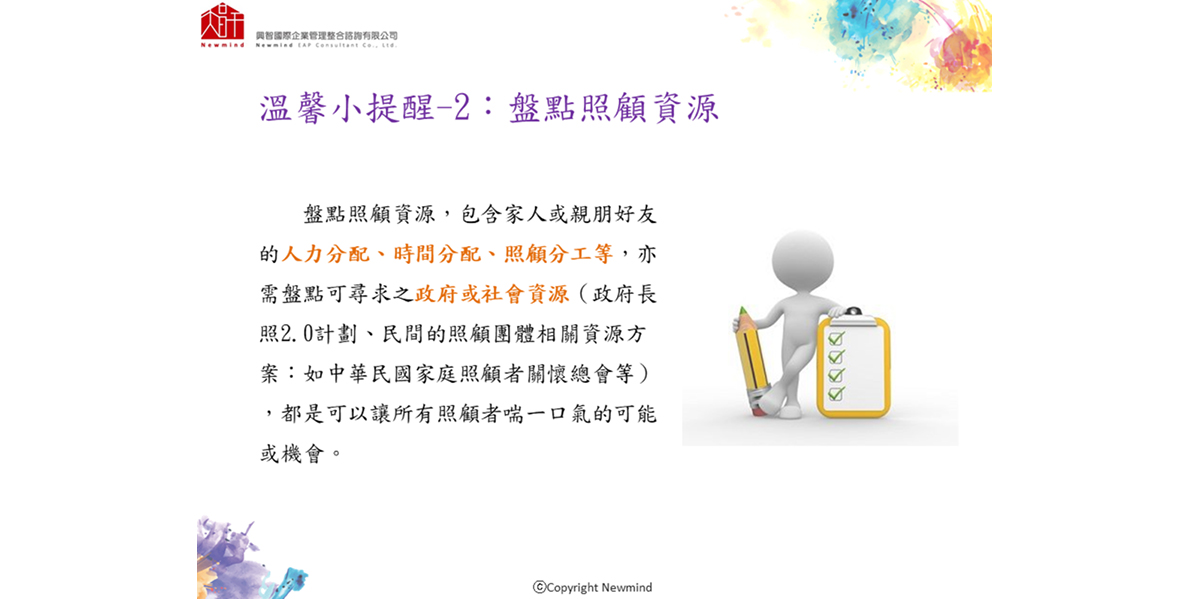 Newmind
興智國際企業管理整合諮詢有限公司
Newmind EAP Consultant Co., Ltd.
溫馨小提醒-2：盤點照顧資源
盤點照顧資源，包含家人或親朋好友
的人力分配、時間分配、照顧分工等，亦
需盤點可尋求之政府或社會資源（政府長
照2.0計劃、民間的照顧團體相關資源方
案：如中華民國家庭照顧者關懷總會等）
，都是可以讓所有照顧者喘一口氣的可能
或機會。
ⓒCopyright Newmind